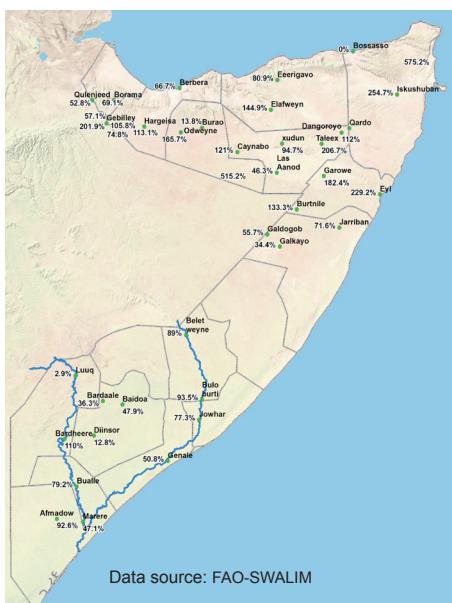 Bossasso
0%
575.2%
Berbera
66.7%
Eeerigavo
80.9%
Iskushuban
254.7%
Qulenjeed
52.8%
Borama
69.1%
Elafweyn
144.9%
57.1%
Gebilley
201.9%
105.8%
74.8%
Hargeisa
113.1%
13.8%
Burao
Odweyne
165.7%
Dangoroyo
Qardo
112%
xudun
94.7%
Taleex
206.7%
Caynabo
121%
Las
Aanod
46.3%
515.2%
Garowe
182.4%
229.2%
Eyl
Burtnile
133.3%
Jarriban
71.6%
Galdogob
55.7%
Galkayo
34.4%
Belet
weyne
89%
Luuq
2.9%
Bardaale
36.3%
Baidoa
47.9%
Bulo
burti
93.5%
Jowhar
77.3%
Bardheere
110%
Diinsor
12.8%
Genale
50.8%
Bualle
79.2%
Afmadow
92.6%
Marere
47.1%
Data source: FAO-SWALIM